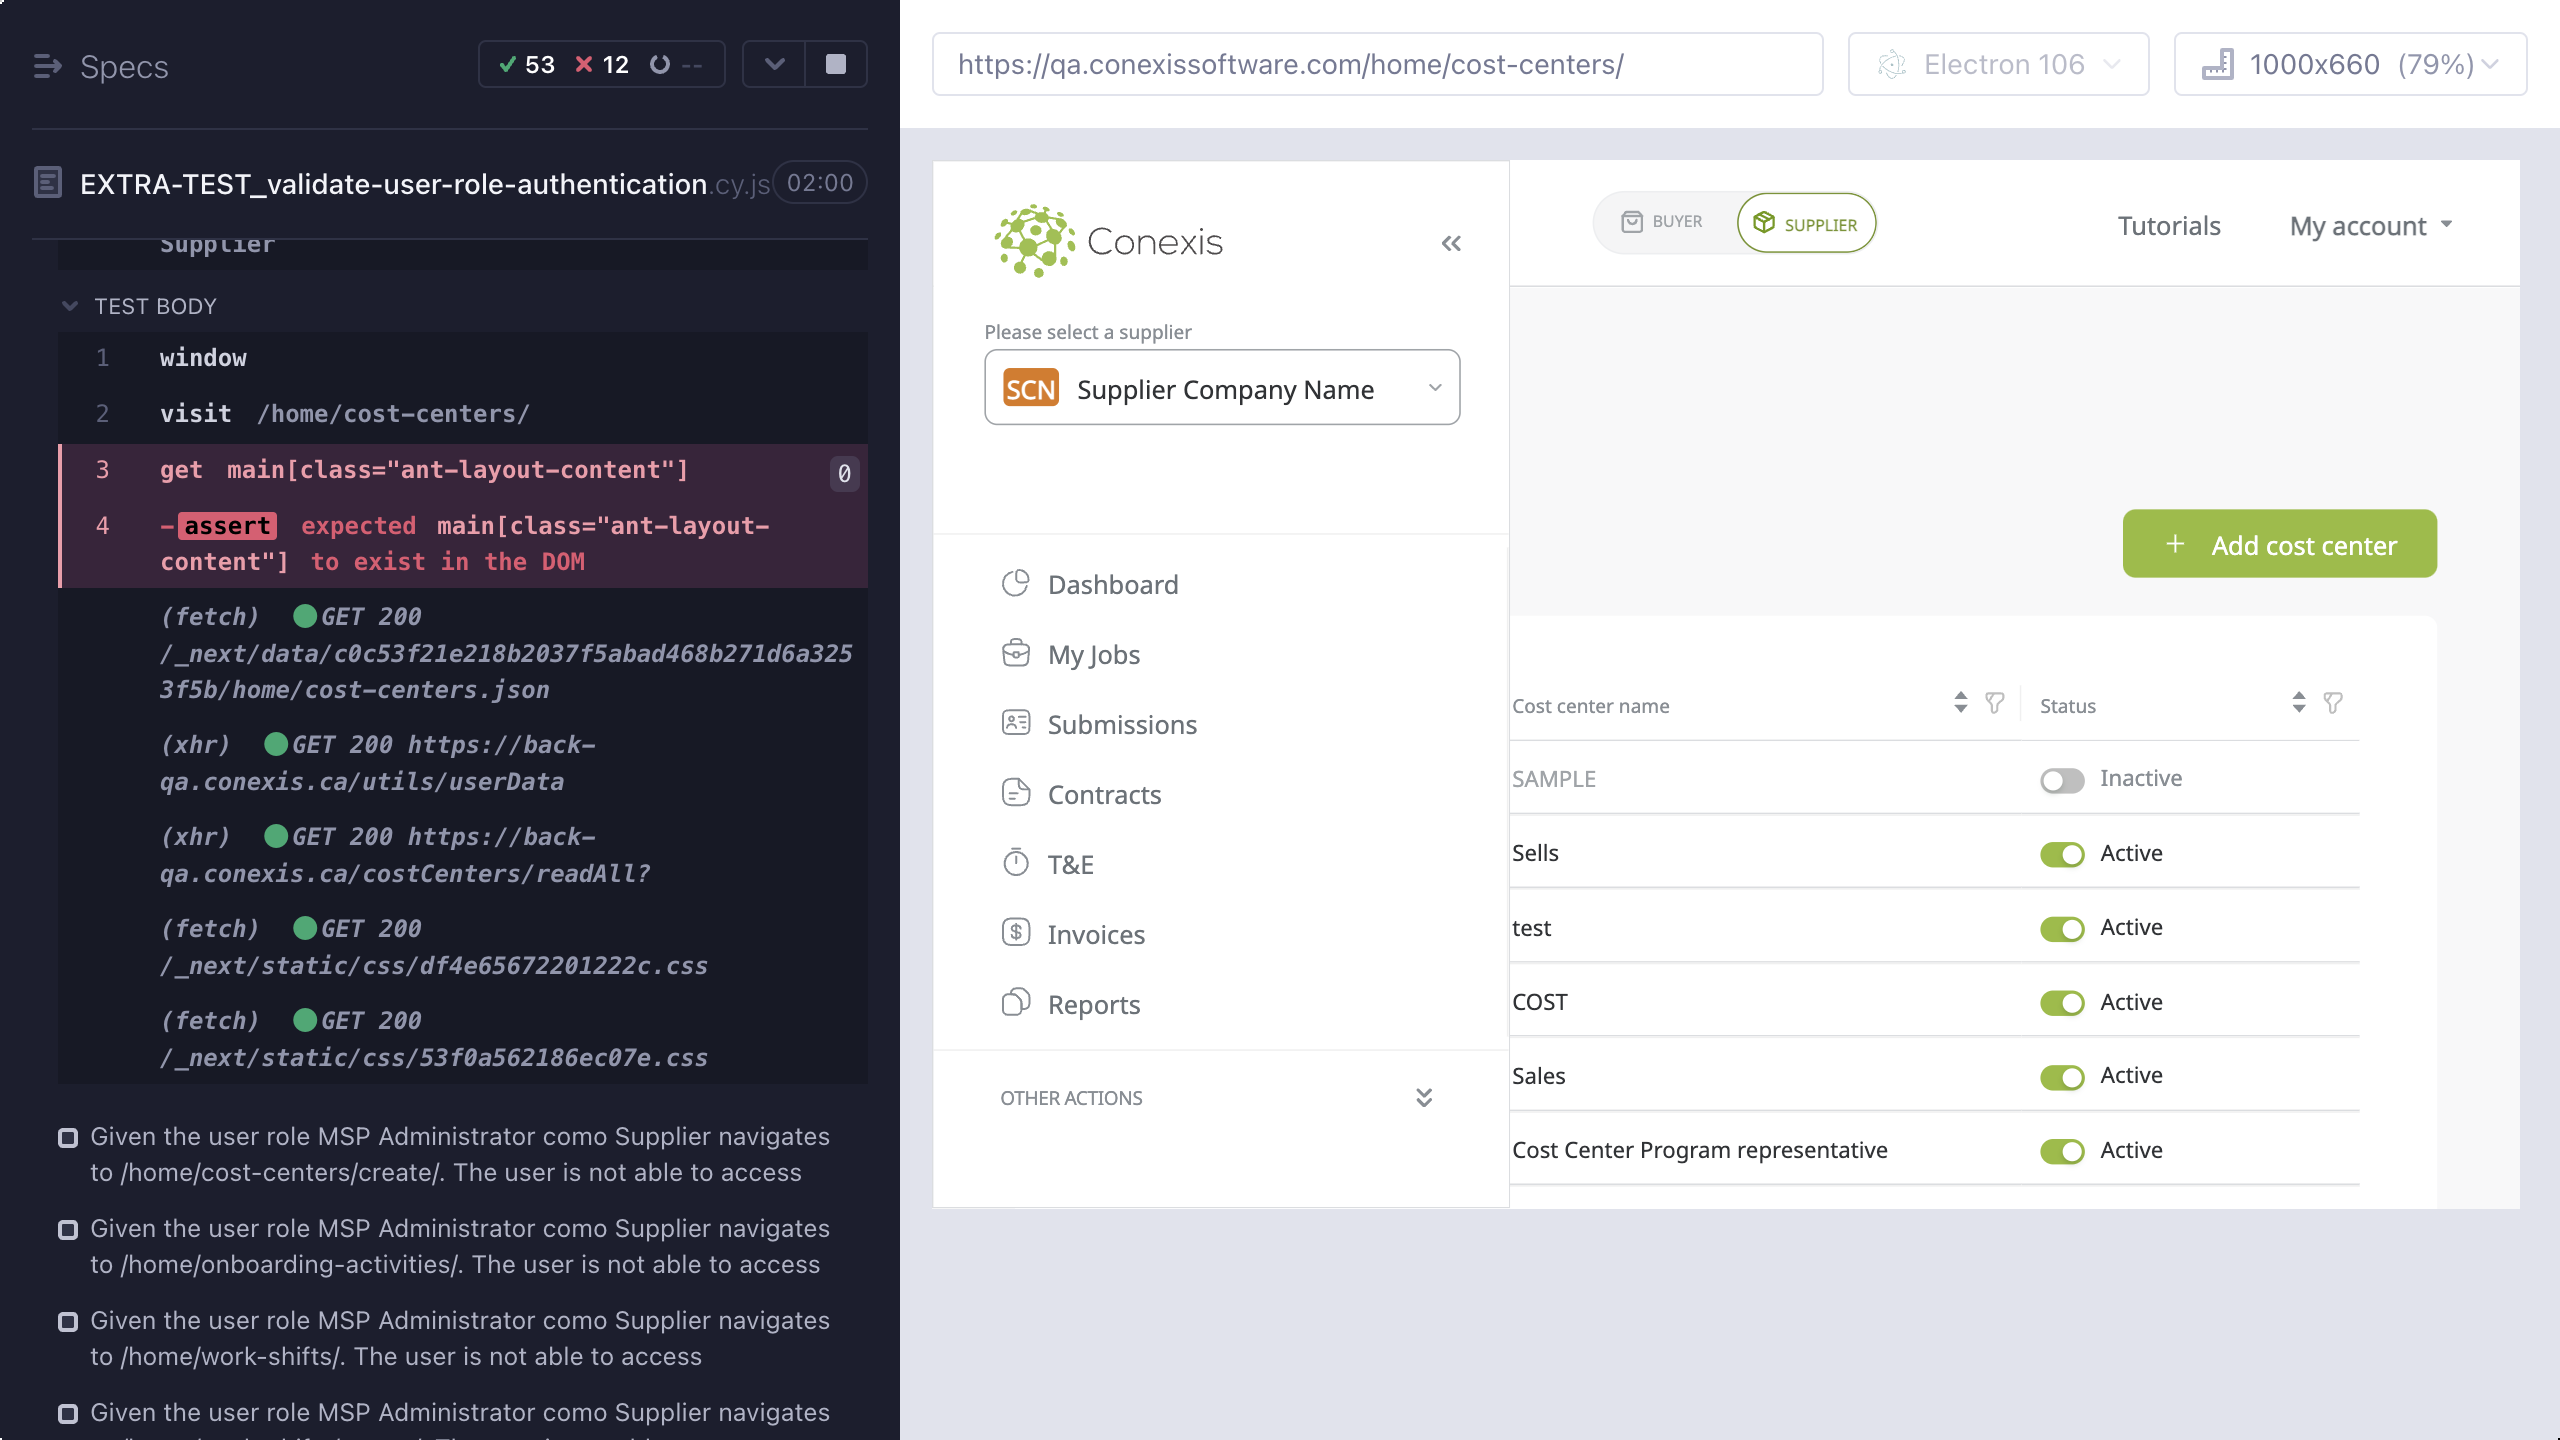 Specs
53 12 --
EXTRA-TEST_validate-user-role-authentication.cy.js 02:00
Supplier
TEST BODY
1 window
2 visit /home/cost-centers/
3 get main[class="ant-layout-content"] 0
4 -assert expected main[class="ant-layout-
content"] to exist in the DOM
(fetch) GET 200
/_next/data/c0c53f21e218b2037f5abad468b271d6a325
3f5b/home/cost-centers.json
(xhr) GET 200 https://back-
qa.conexis.ca/utils/userData
(xhr) GET 200 https://back-
qa.conexis.ca/costCenters/readAll?
(fetch) GET 200
/_next/static/css/df4e65672201222c.css
(fetch) GET 200
/_next/static/css/53f0a562186ec07e.css
Given the user role MSP Administrator como Supplier navigates
to /home/cost-centers/create/. The user is not able to access
Given the user role MSP Administrator como Supplier navigates
to /home/onboarding-activities/. The user is not able to access
Given the user role MSP Administrator como Supplier navigates
to /home/work-shifts/. The user is not able to access
Given the user role MSP Administrator como Supplier navigates
https://qa.conexissoftware.com/home/cost-centers/
Electron 106
1000x660 (79%)
Conexis
BUYER
SUPPLIER
Tutorials
My account
Please select a supplier
SCN Supplier Company Name
Dashboard
My Jobs
Submissions
Contracts
T&E
Invoices
Reports
OTHER ACTIONS
+ Add cost center
Cost center name Status
SAMPLE Inactive
Sells Active
test Active
COST Active
Sales Active
Cost Center Program representative Active